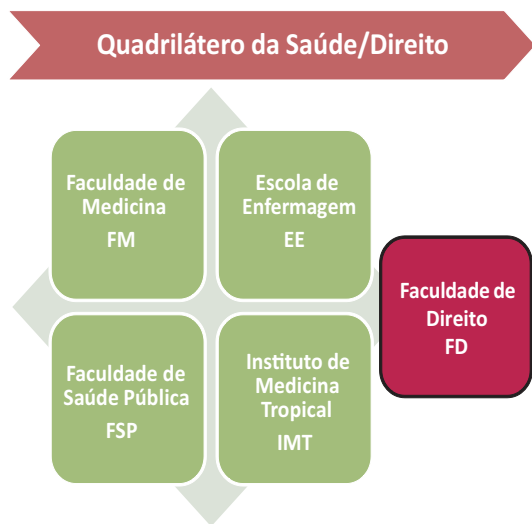 Quadrilátero da Saúde/Direito
Faculdade de
Medicina
FM
Escola de
Enfermagem
EE
Faculdade de
Direito
FD
Faculdade de
Saúde Pública
FSP
Instituto de
Medicina
Tropical
IMT